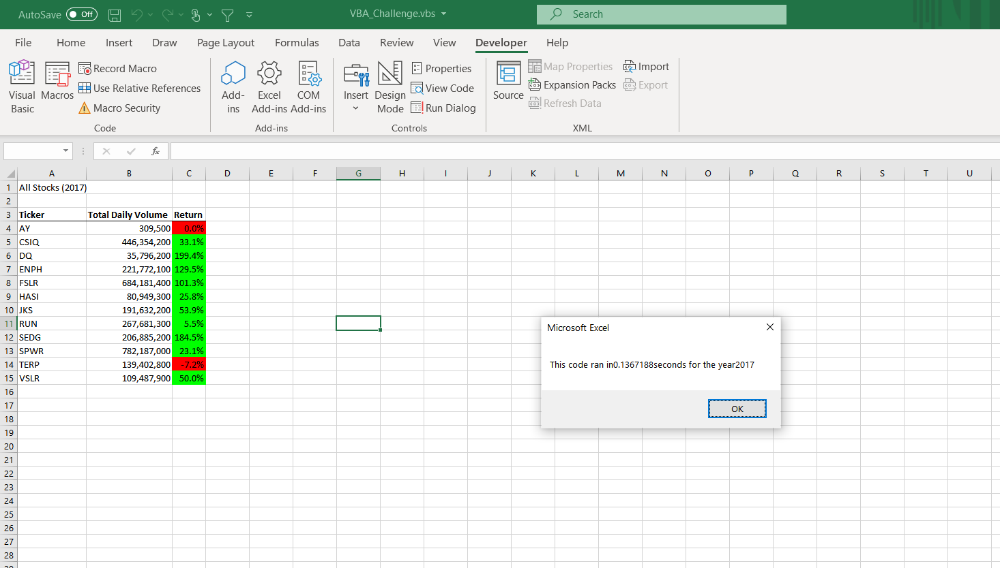 AutoSave Off VBA_Challenge.vbs Search
File Home Insert Draw Page Layout Formulas Data Review View Developer Help
Visual Basic
Macros
Record Macro
Use Relative References
Macro Security
Code
Add-ins
Excel Add-ins
COM Add-ins
Add-ins
Insert
Design Mode
Properties
View Code
Run Dialog
Controls
Source
Map Properties
Expansion Packs
Refresh Data
Import
Export
XML
fx
A B C D E F G H I J K L M N O P Q R S T U
1 All Stocks (2017)
2
3 Ticker Total Daily Volume Return
4 AY 309,500 0.0%
5 CSIQ 446,354,200 33.1%
6 DQ 35,796,200 199.4%
7 ENPH 221,772,100 129.5%
8 FSLR 684,181,400 101.3%
9 HASI 80,949,300 25.8%
10 JKS 191,632,200 53.9%
11 RUN 267,681,300 5.5%
12 SEDG 206,885,200 184.5%
13 SPWR 782,187,000 23.1%
14 TERP 139,402,800 -7.2%
15 VSLR 109,487,900 50.0%
16
17
18
19
20
21
22
23
24
25
26
27
28
Microsoft Excel
This code ran in0.1367188seconds for the year2017
OK